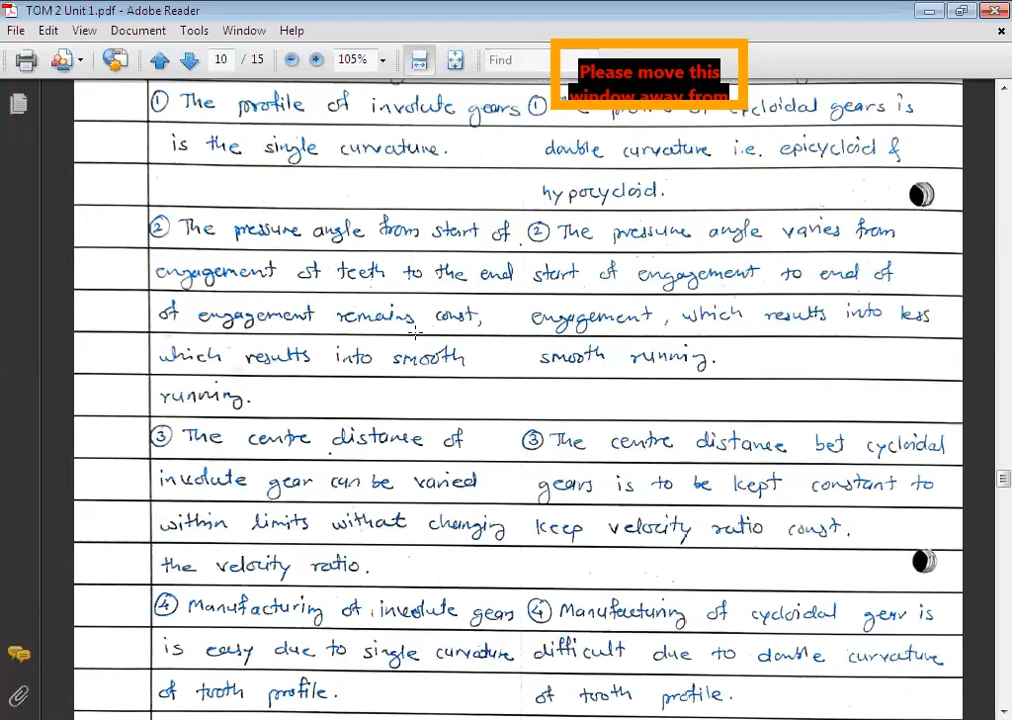 TOM 2 Unit 1.pdf - Adobe Reader
File Edit View Document Tools Window Help
10 / 15 105% Find
Please move this
window away from
① The profile of involute gears
is the single curvature.
② The pressure angle from start of
engagement of teeth to the end
of engagement remains const,
which results into smooth
running.
③ The centre distance of
involute gear can be varied
within limits without changing
the velocity ratio.
④ Manufacturing of involute gears
is easy due to single curvature
of tooth profile.
① cycloidal gears is
double curvature i.e. epicycloid &
hypocycloid.
② The pressure angle varies from
start of engagement to end of
engagement, which results into less
smooth running.
③ The centre distance bet cycloidal
gears is to be kept constant to
keep velocity ratio const.
④ Manufacturing of cycloidal gear is
difficult due to double curvature
of tooth profile.